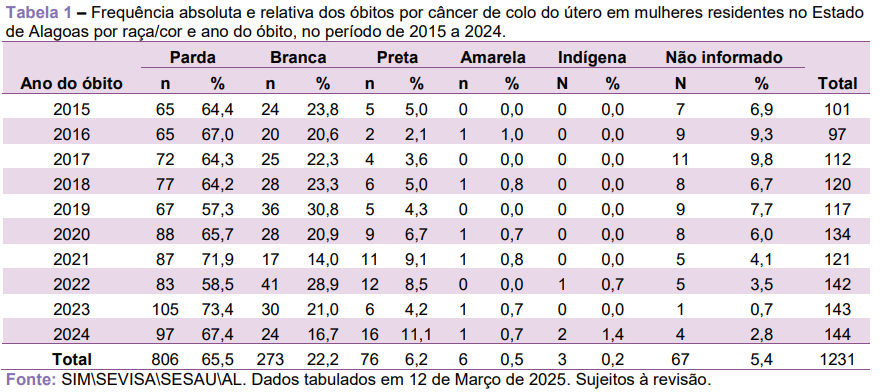 Tabela 1 – Frequência absoluta e relativa dos óbitos por câncer de colo do útero em mulheres residentes no Estado
de Alagoas por raça/cor e ano do óbito, no período de 2015 a 2024.
Parda Branca Preta Amarela Indígena Não informado
Ano do óbito n % n % n % n % N % N % Total
2015 65 64,4 24 23,8 5 5,0 0 0,0 0 0,0 7 6,9 101
2016 65 67,0 20 20,6 2 2,1 1 1,0 0 0,0 9 9,3 97
2017 72 64,3 25 22,3 4 3,6 0 0,0 0 0,0 11 9,8 112
2018 77 64,2 28 23,3 6 5,0 1 0,8 0 0,0 8 6,7 120
2019 67 57,3 36 30,8 5 4,3 0 0,0 0 0,0 9 7,7 117
2020 88 65,7 28 20,9 9 6,7 1 0,7 0 0,0 8 6,0 134
2021 87 71,9 17 14,0 11 9,1 1 0,8 0 0,0 5 4,1 121
2022 83 58,5 41 28,9 12 8,5 0 0,0 1 0,7 5 3,5 142
2023 105 73,4 30 21,0 6 4,2 1 0,7 0 0,0 1 0,7 143
2024 97 67,4 24 16,7 16 11,1 1 0,7 2 1,4 4 2,8 144
Total 806 65,5 273 22,2 76 6,2 6 0,5 3 0,2 67 5,4 1231
Fonte: SIM\SEVISA\SESAU\AL. Dados tabulados em 12 de Março de 2025. Sujeitos à revisão.